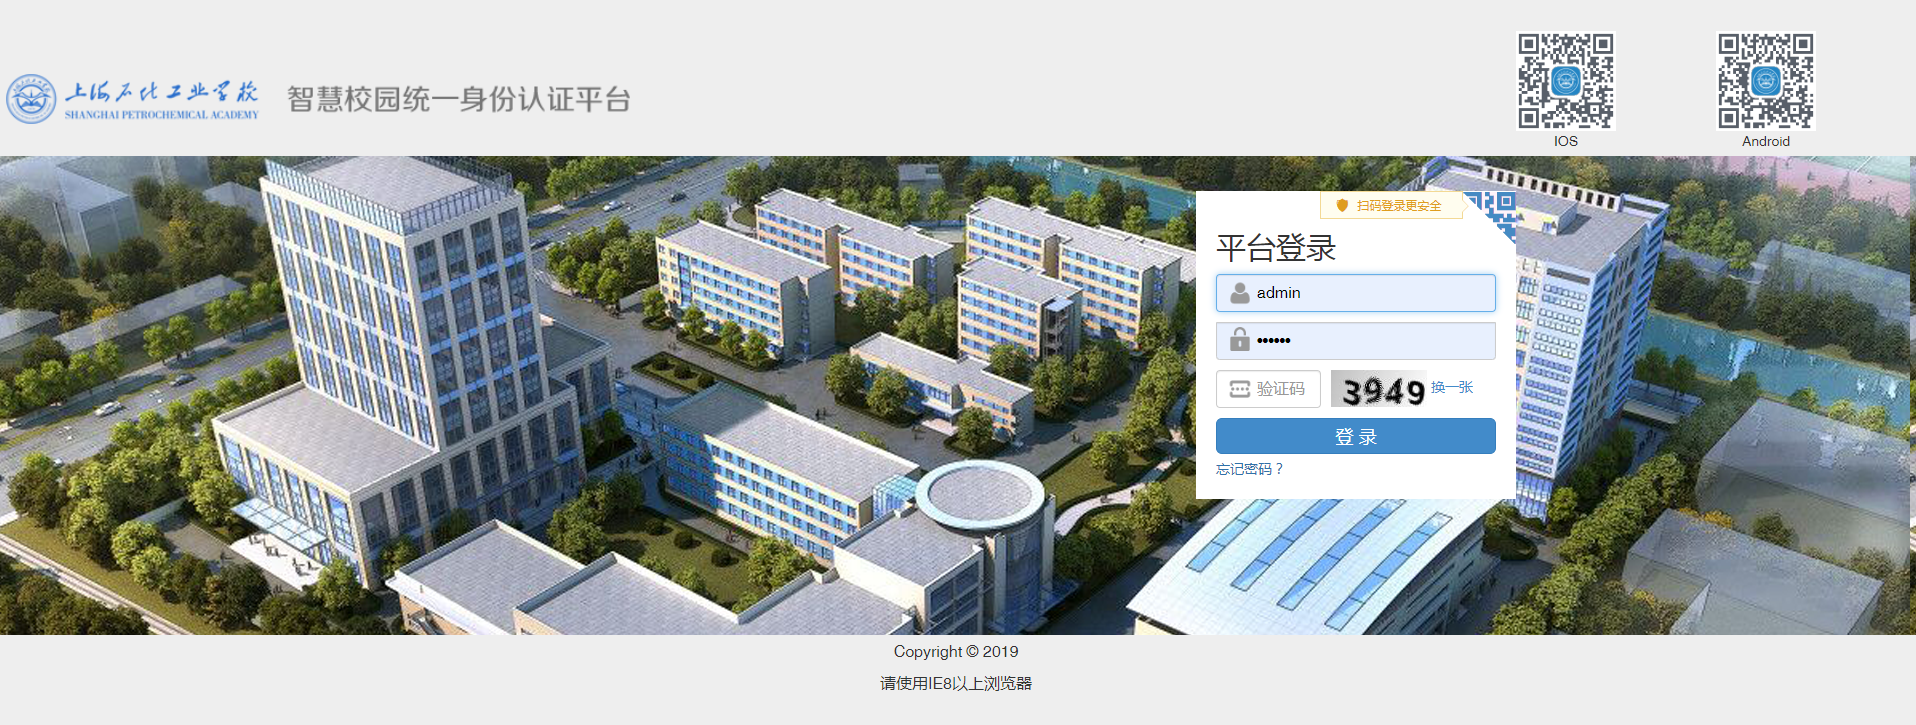 上海石化工业学校
SHANGHAI PETROCHEMICAL ACADEMY
智慧校园统一身份认证平台
IOS
Android
扫码登录更安全
平台登录
admin
••••••
验证码 3949 换一张
登 录
忘记密码？
Copyright © 2019
请使用IE8以上浏览器